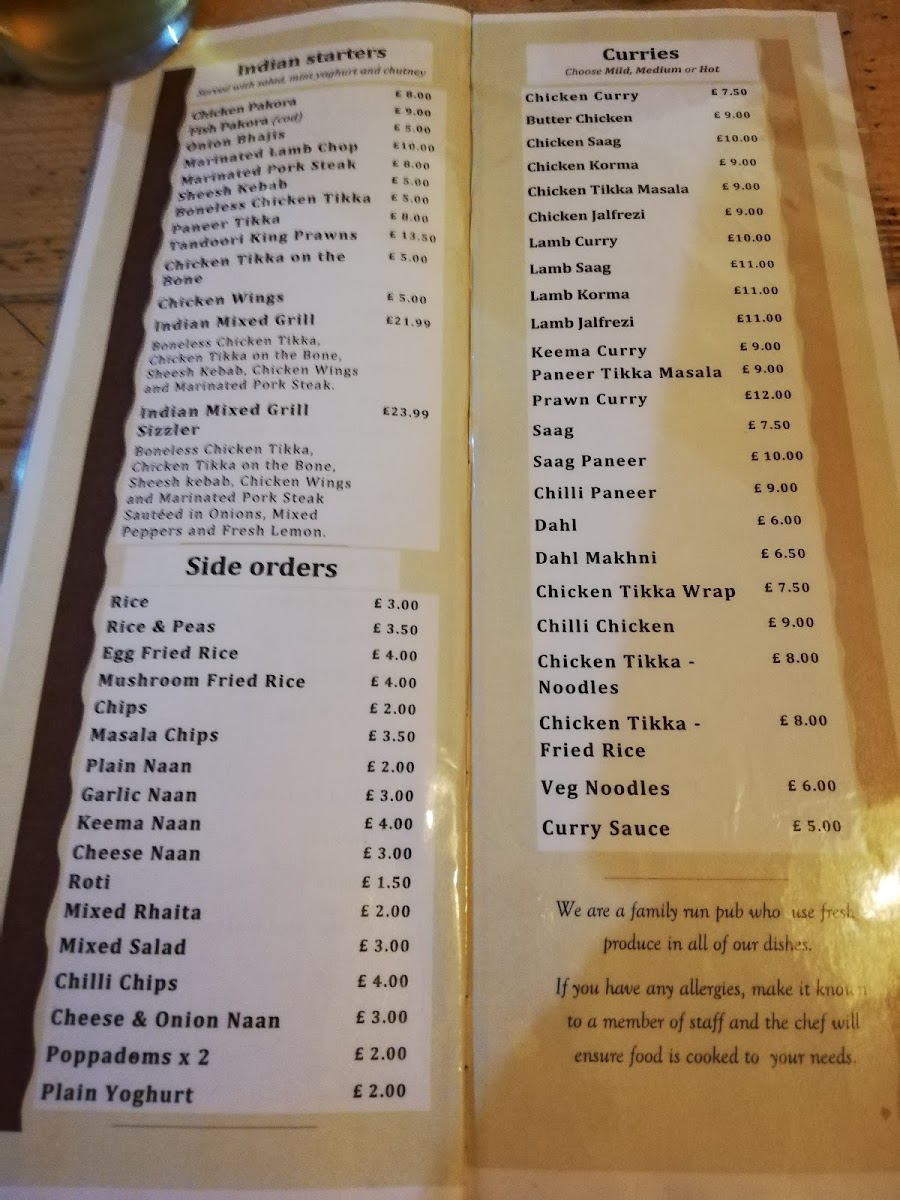 Indian starters
Served with salad, mint yoghurt and chutney
Chicken Pakora £ 8.00
Fish Pakora (cod) £ 9.00
Onion Bhajis £ 5.00
Marinated Lamb Chop £10.00
Marinated Pork Steak £ 8.00
Sheesh Kebab £ 5.00
Boneless Chicken Tikka £ 5.00
Paneer Tikka £ 8.00
Tandoori King Prawns £ 13.50
Chicken Tikka on the £ 5.00
Bone
Chicken Wings £ 5.00
Indian Mixed Grill £21.99
Boneless Chicken Tikka,
Chicken Tikka on the Bone,
Sheesh Kebab, Chicken Wings
and Marinated Pork Steak.
Indian Mixed Grill £23.99
Sizzler
Boneless Chicken Tikka,
Chicken Tikka on the Bone,
Sheesh kebab, Chicken Wings
and Marinated Pork Steak
Sautéed in Onions, Mixed
Peppers and Fresh Lemon.
Side orders
Rice £ 3.00
Rice & Peas £ 3.50
Egg Fried Rice £ 4.00
Mushroom Fried Rice £ 4.00
Chips £ 2.00
Masala Chips £ 3.50
Plain Naan £ 2.00
Garlic Naan £ 3.00
Keema Naan £ 4.00
Cheese Naan £ 3.00
Roti £ 1.50
Mixed Rhaita £ 2.00
Mixed Salad £ 3.00
Chilli Chips £ 4.00
Cheese & Onion Naan £ 3.00
Poppadoms x 2 £ 2.00
Plain Yoghurt £ 2.00
Curries
Choose Mild, Medium or Hot
Chicken Curry £ 7.50
Butter Chicken £ 9.00
Chicken Saag £10.00
Chicken Korma £ 9.00
Chicken Tikka Masala £ 9.00
Chicken Jalfrezi £ 9.00
Lamb Curry £10.00
Lamb Saag £11.00
Lamb Korma £11.00
Lamb Jalfrezi £11.00
Keema Curry £ 9.00
Paneer Tikka Masala £ 9.00
Prawn Curry £12.00
Saag £ 7.50
Saag Paneer £ 10.00
Chilli Paneer £ 9.00
Dahl £ 6.00
Dahl Makhni £ 6.50
Chicken Tikka Wrap £ 7.50
Chilli Chicken £ 9.00
Chicken Tikka - £ 8.00
Noodles
Chicken Tikka - £ 8.00
Fried Rice
Veg Noodles £ 6.00
Curry Sauce £ 5.00
We are a family run pub who use fresh
produce in all of our dishes.
If you have any allergies, make it known
to a member of staff and the chef will
ensure food is cooked to your needs.